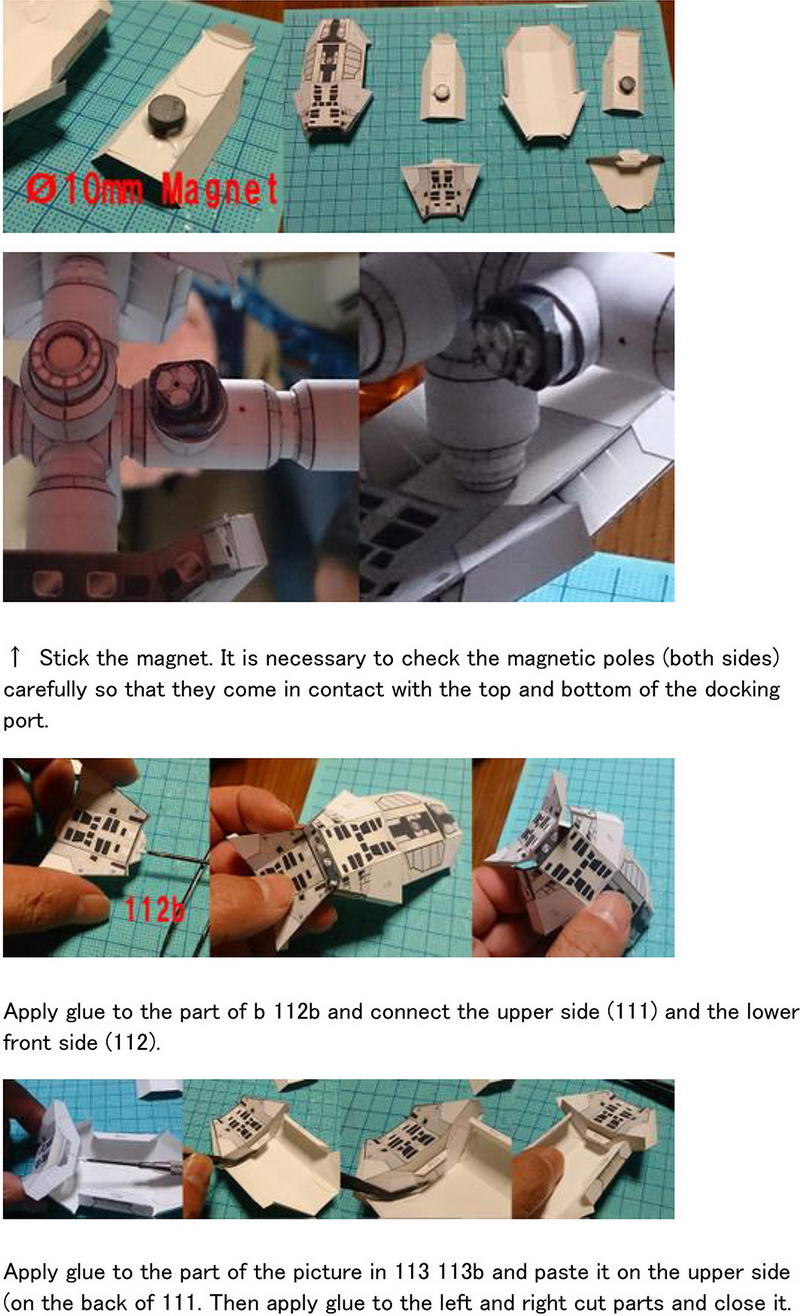 Ø10mm Magnet
↑ Stick the magnet. It is necessary to check the magnetic poles (both sides)
carefully so that they come in contact with the top and bottom of the docking
port.
112b
Apply glue to the part of b 112b and connect the upper side (111) and the lower
front side (112).
Apply glue to the part of the picture in 113 113b and paste it on the upper side
(on the back of 111. Then apply glue to the left and right cut parts and close it.